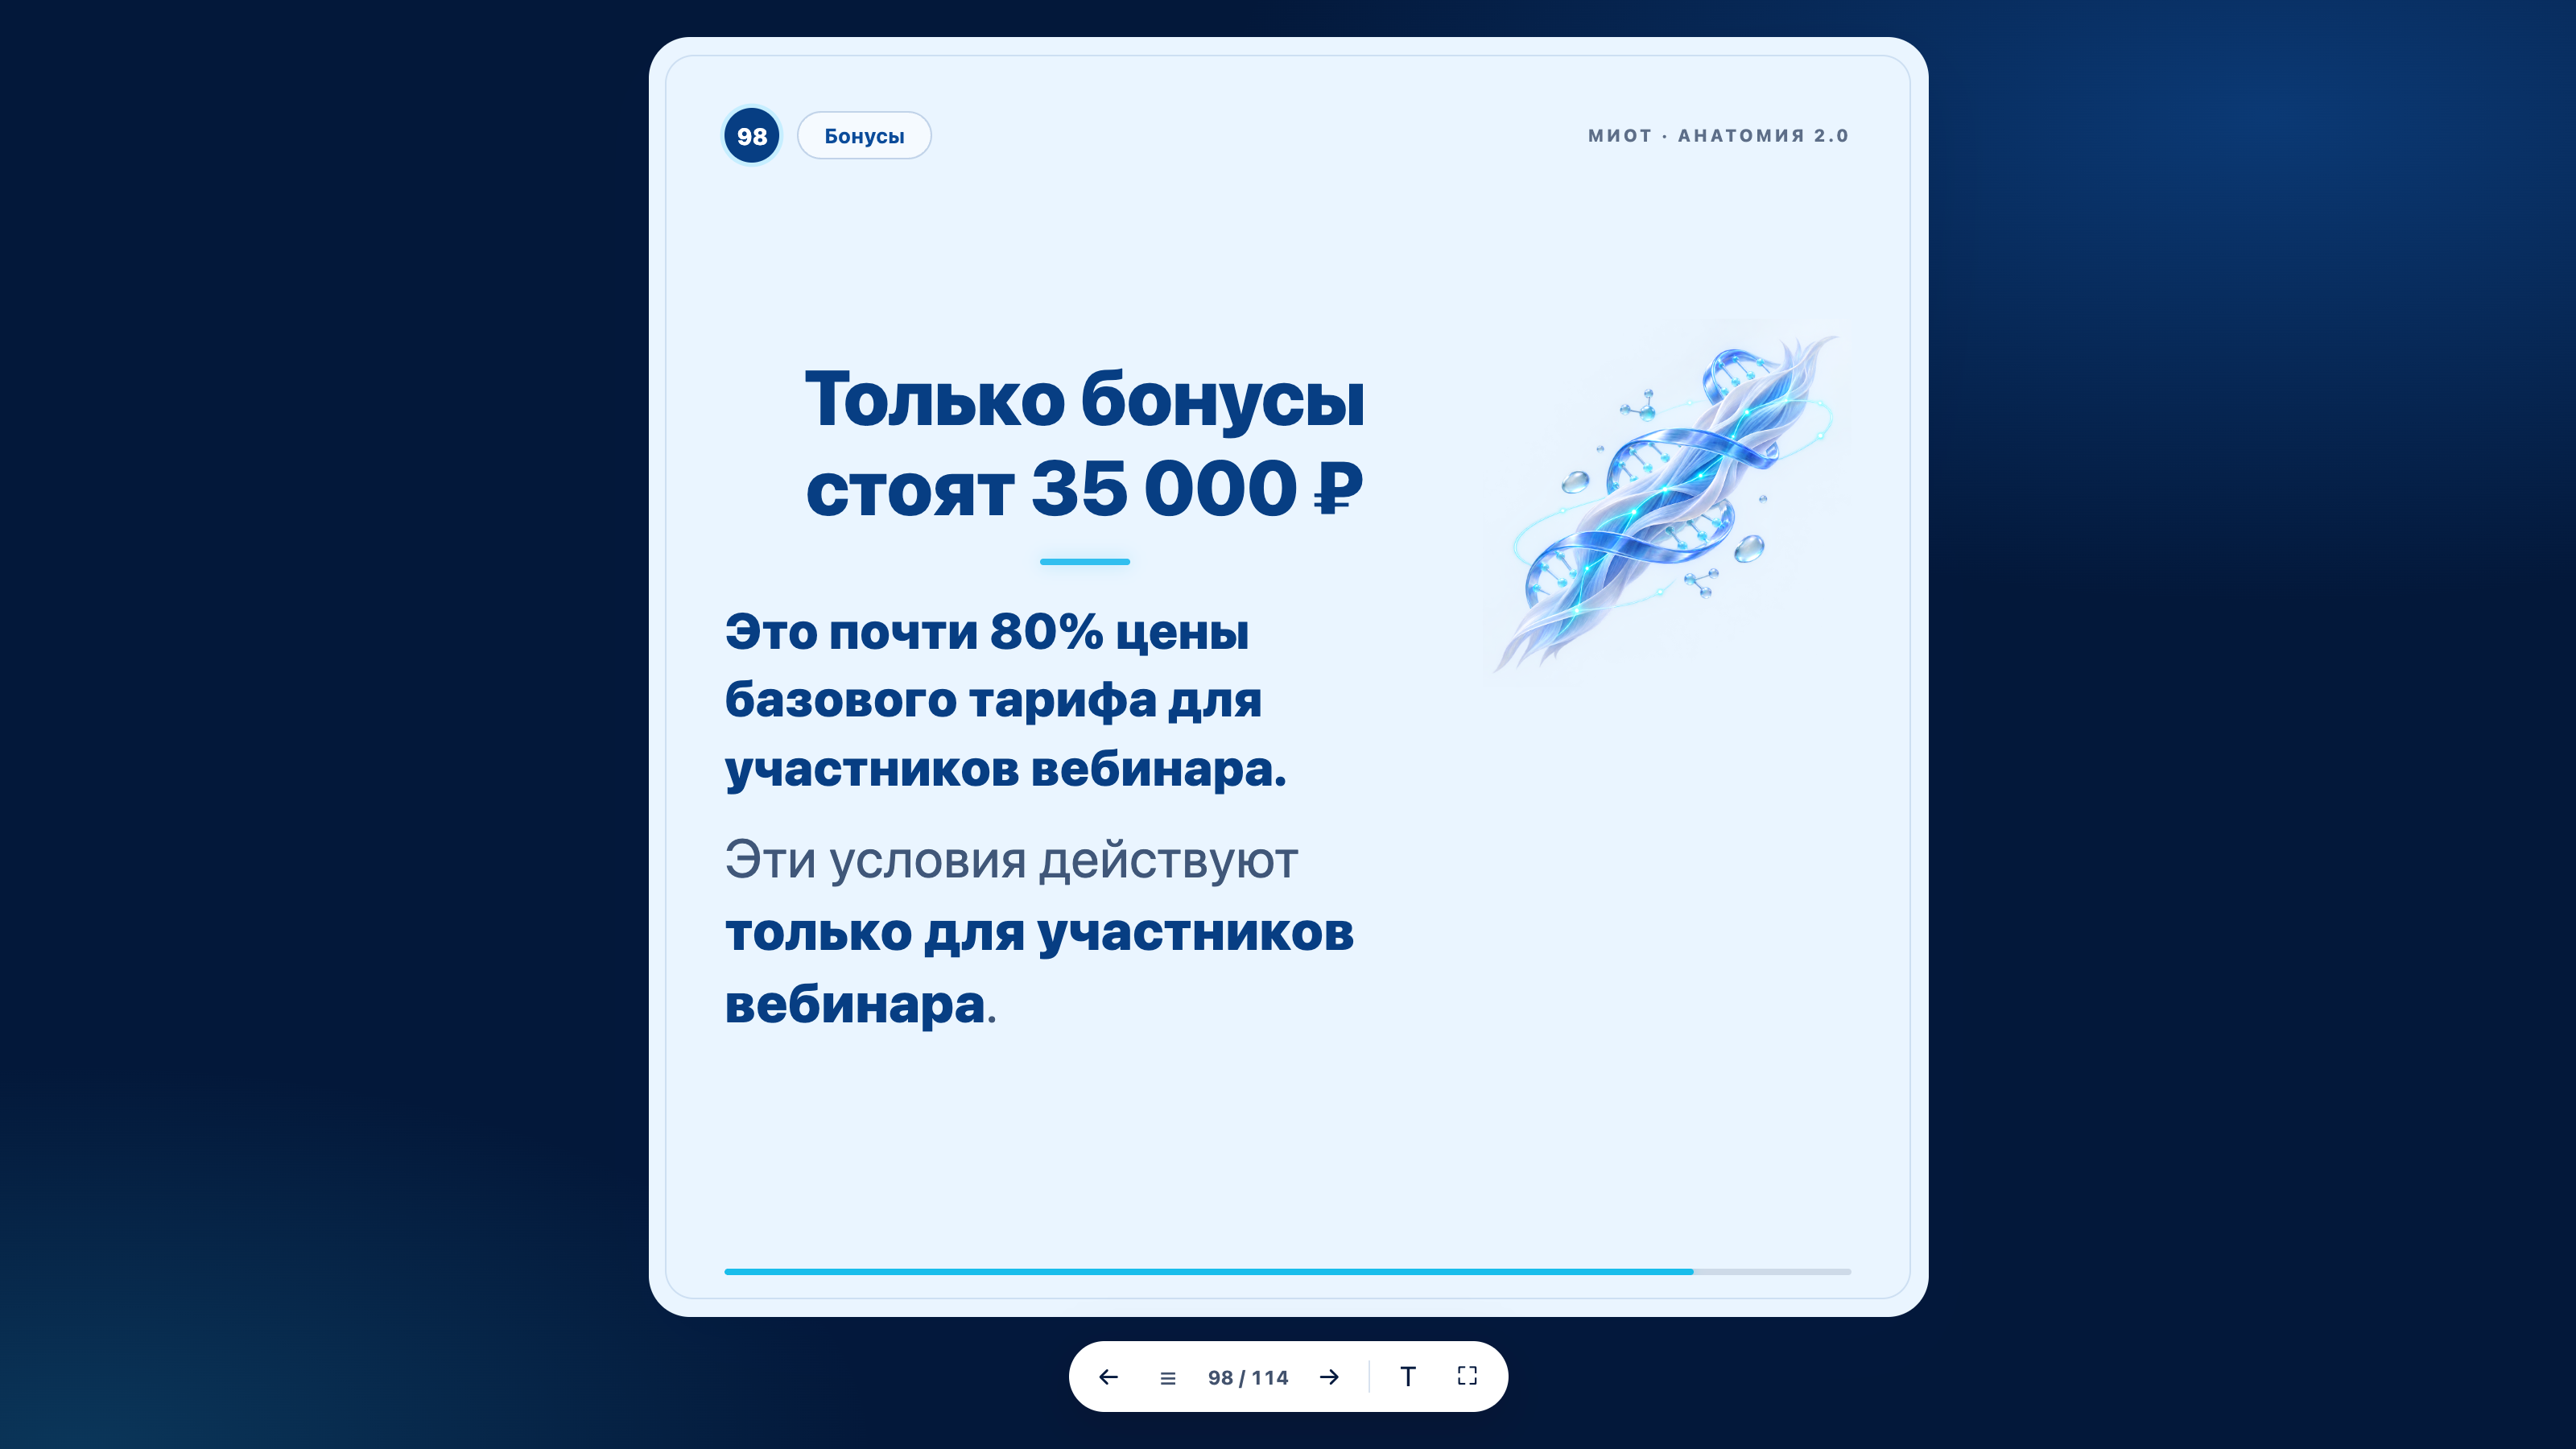 98
Бонусы
МИОТ · АНАТОМИЯ 2.0
Только бонусы
стоят 35 000 ₽
Это почти 80% цены
базового тарифа для
участников вебинара.
Эти условия действуют
только для участников
вебинара.
98 / 114
T